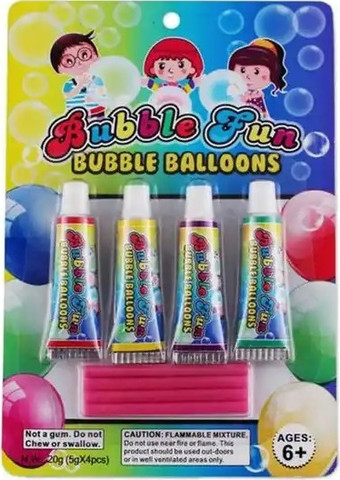 Bubble Fun
BUBBLE BALLOONS
Bubble Fun
BUBBLE BALLOONS
Bubble Fun
BUBBLE BALLOONS
Bubble Fun
BUBBLE BALLOONS
Bubble Fun
BUBBLE BALLOONS
Not a gum. Do not
Chew or swallow.
N.W.: 20g (5gX4pcs)
CAUTION: FLAMMABLE MIXTURE.
Do not use near fire or flame. This
product should be used out-doors
or in well ventilated areas only.
AGES:
6+